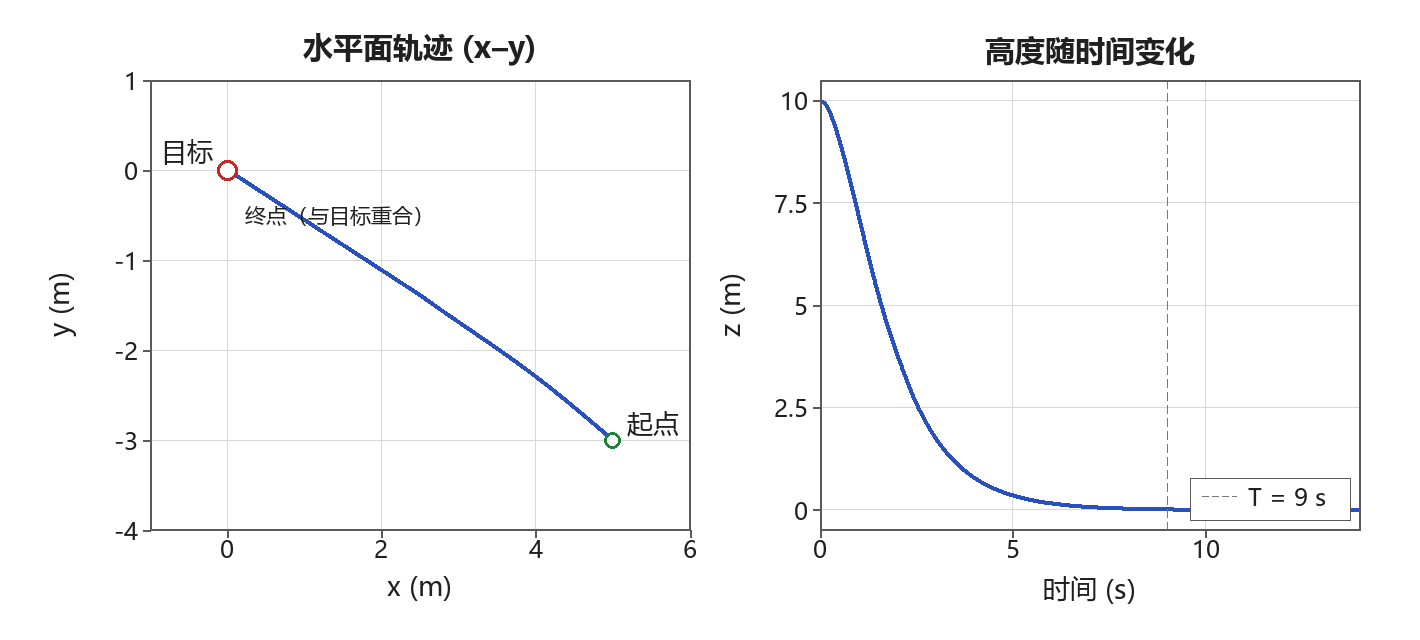 水平面轨迹 (x–y)
1
0
-1
-2
-3
-4
y (m)
目标
终点（与目标重合）
起点
0
2
4
6
x (m)
高度随时间变化
10
7.5
5
2.5
0
z (m)
T = 9 s
0
5
10
时间 (s)